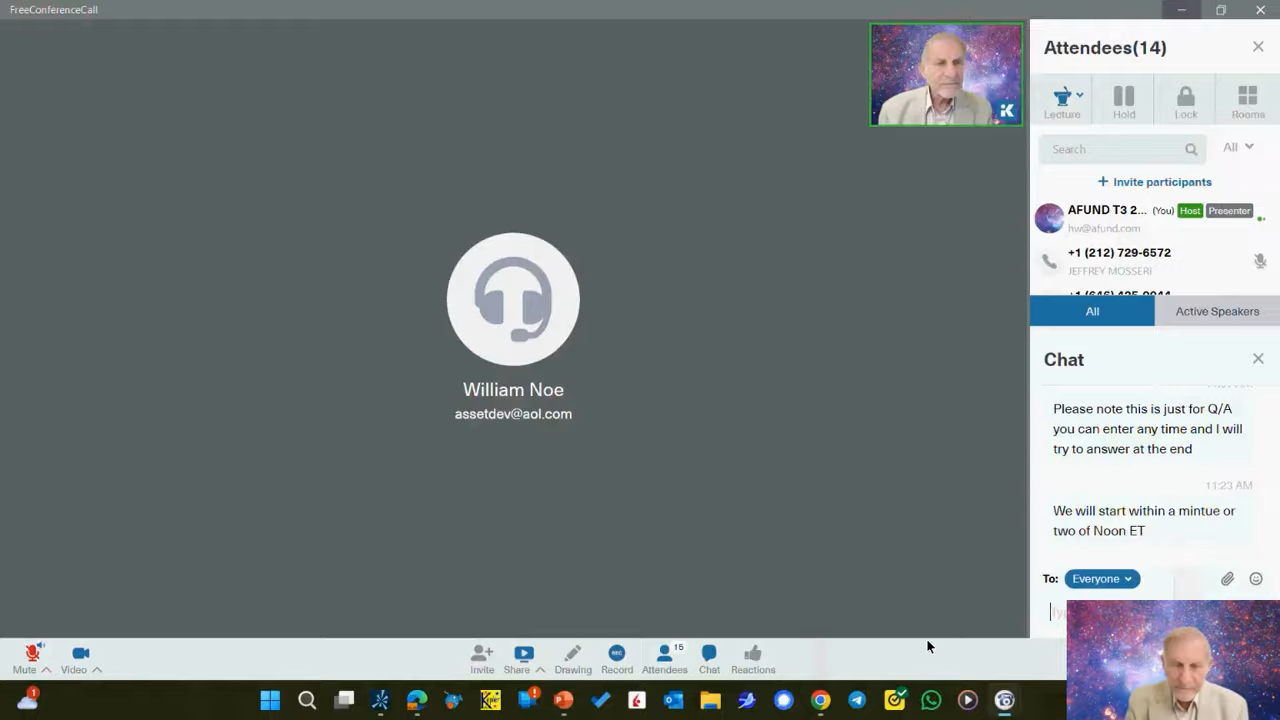 FreeConferenceCall
Attendees(14)
Lecture
Hold
Lock
Rooms
Search
All
+ Invite participants
AFUND T3 2... (You) Host Presenter
hw@afund.com
+1 (212) 729-6572
JEFFREY MOSSERI
All
Active Speakers
William Noe
assetdev@aol.com
Chat
Please note this is just for Q/A
you can enter any time and I will
try to answer at the end
11:23 AM
We will start within a mintue or
two of Noon ET
To: Everyone
Mute
Video
Invite
Share
Drawing
REC
Record
15
Attendees
Chat
Reactions
1